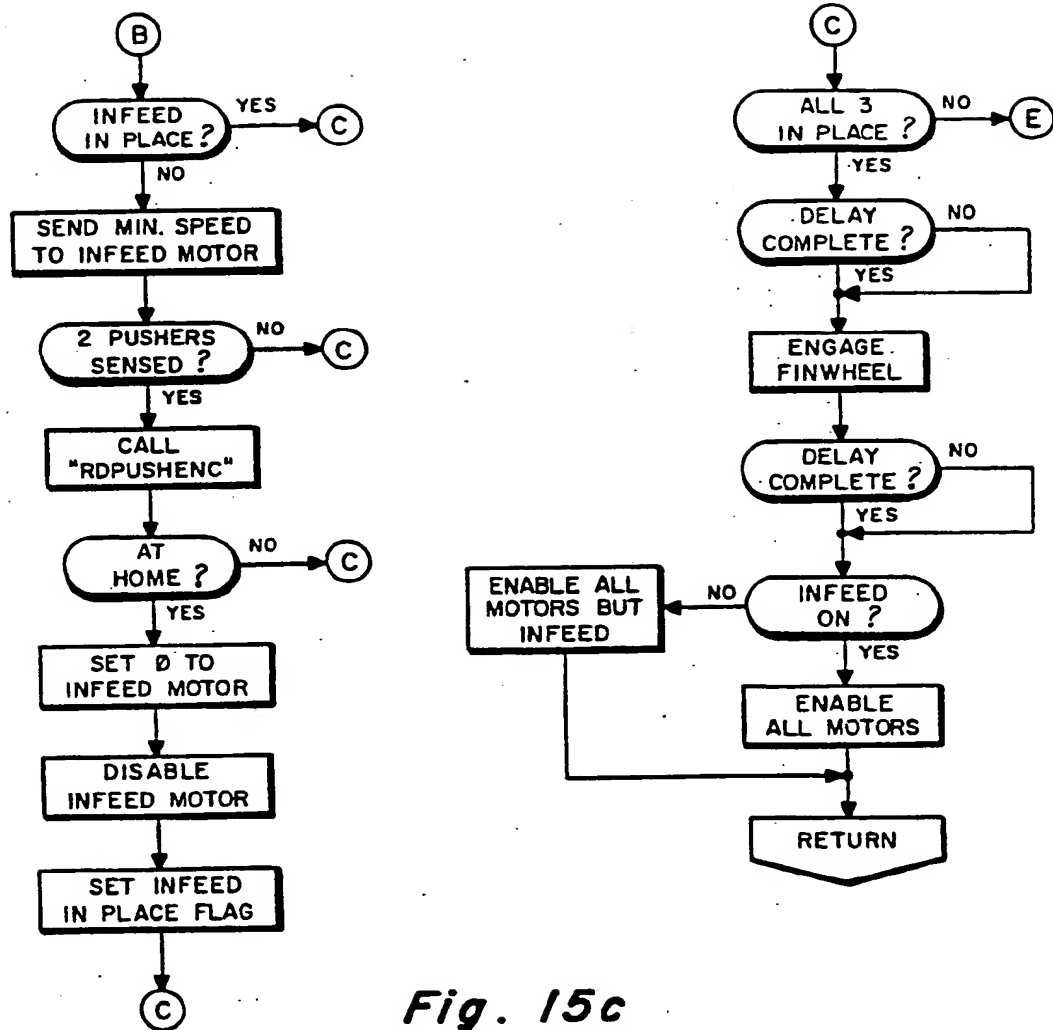 B
INFEED
IN PLACE?
YES
C
NO
SEND MIN. SPEED
TO INFEED MOTOR
2 PUSHERS
SENSED?
NO
C
YES
CALL
"RDPUSHENC"
AT
HOME?
NO
C
YES
SET Ø TO
INFEED MOTOR
DISABLE
INFEED MOTOR
SET INFEED
IN PLACE FLAG
C
C
ALL 3
IN PLACE?
NO
E
YES
DELAY
COMPLETE?
NO
YES
ENGAGE
FINWHEEL
DELAY
COMPLETE?
NO
YES
INFEED
ON?
NO
ENABLE ALL
MOTORS BUT
INFEED
YES
ENABLE
ALL MOTORS
RETURN
Fig. 15c